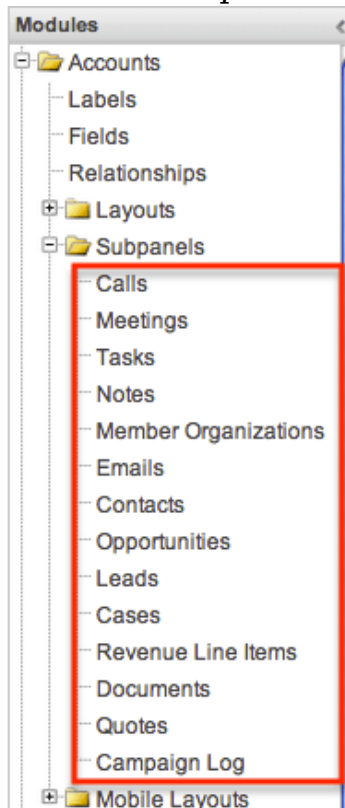 Modules
Accounts
Labels
Fields
Relationships
Layouts
Subpanels
Calls
Meetings
Tasks
Notes
Member Organizations
Emails
Contacts
Opportunities
Leads
Cases
Revenue Line Items
Documents
Quotes
Campaign Log
Mobile Layouts